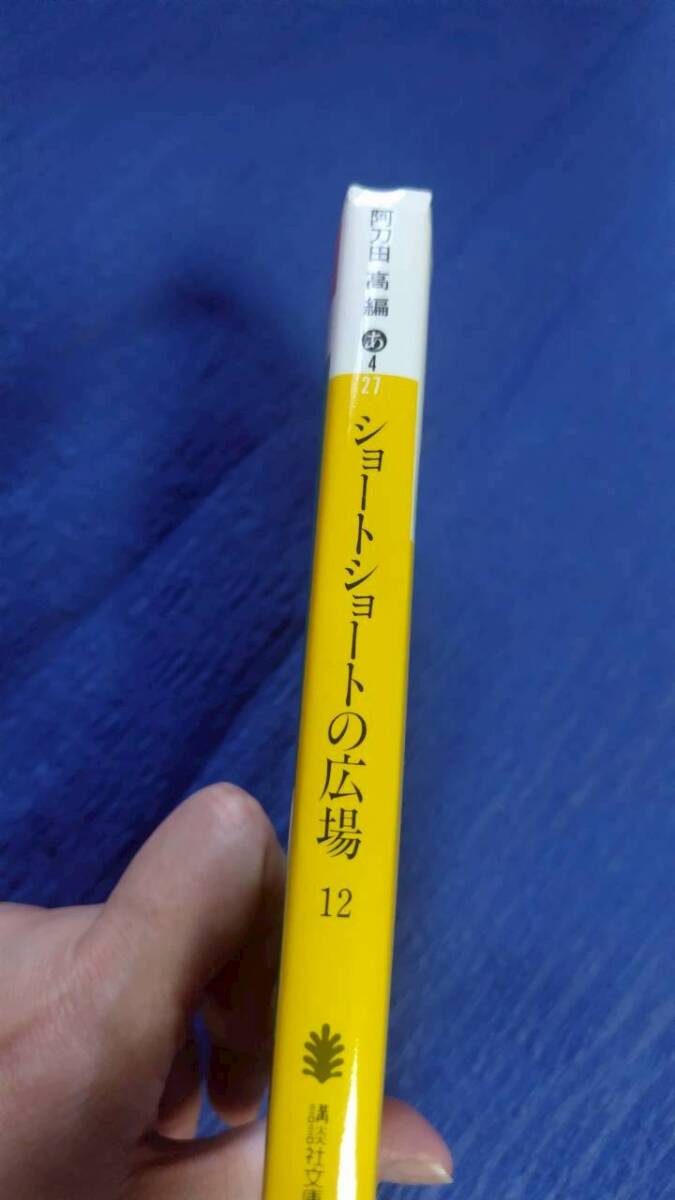 阿刀田 高 編
あ
4
27
ショートショートの広場
12
講談社文庫